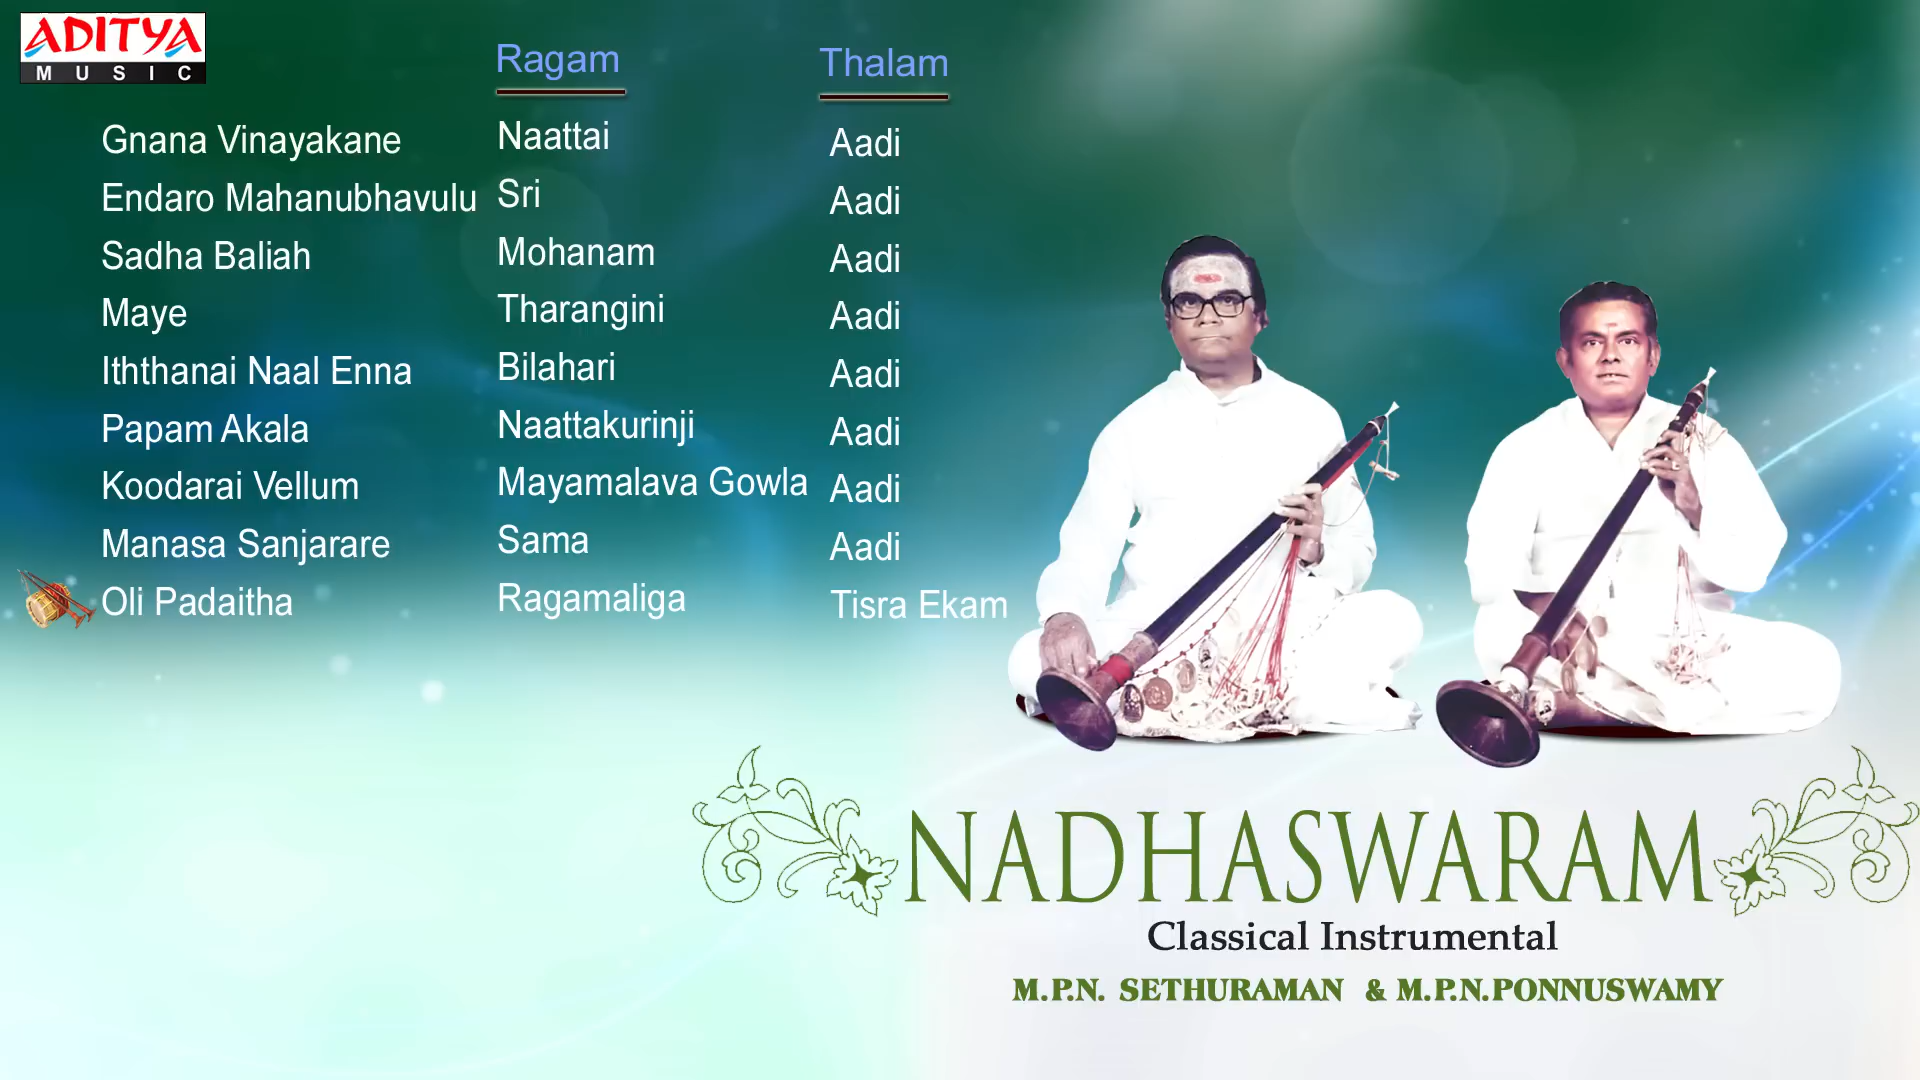 ADITYA
MUSIC
Ragam Thalam
Gnana Vinayakane Naattai Aadi
Endaro Mahanubhavulu Sri Aadi
Sadha Baliah Mohanam Aadi
Maye Tharangini Aadi
Iththanai Naal Enna Bilahari Aadi
Papam Akala Naattakurinji Aadi
Koodarai Vellum Mayamalava Gowla Aadi
Manasa Sanjarare Sama Aadi
Oli Padaitha Ragamaliga Tisra Ekam
NADHASWARAM
Classical Instrumental
M.P.N. SETHURAMAN & M.P.N.PONNUSWAMY